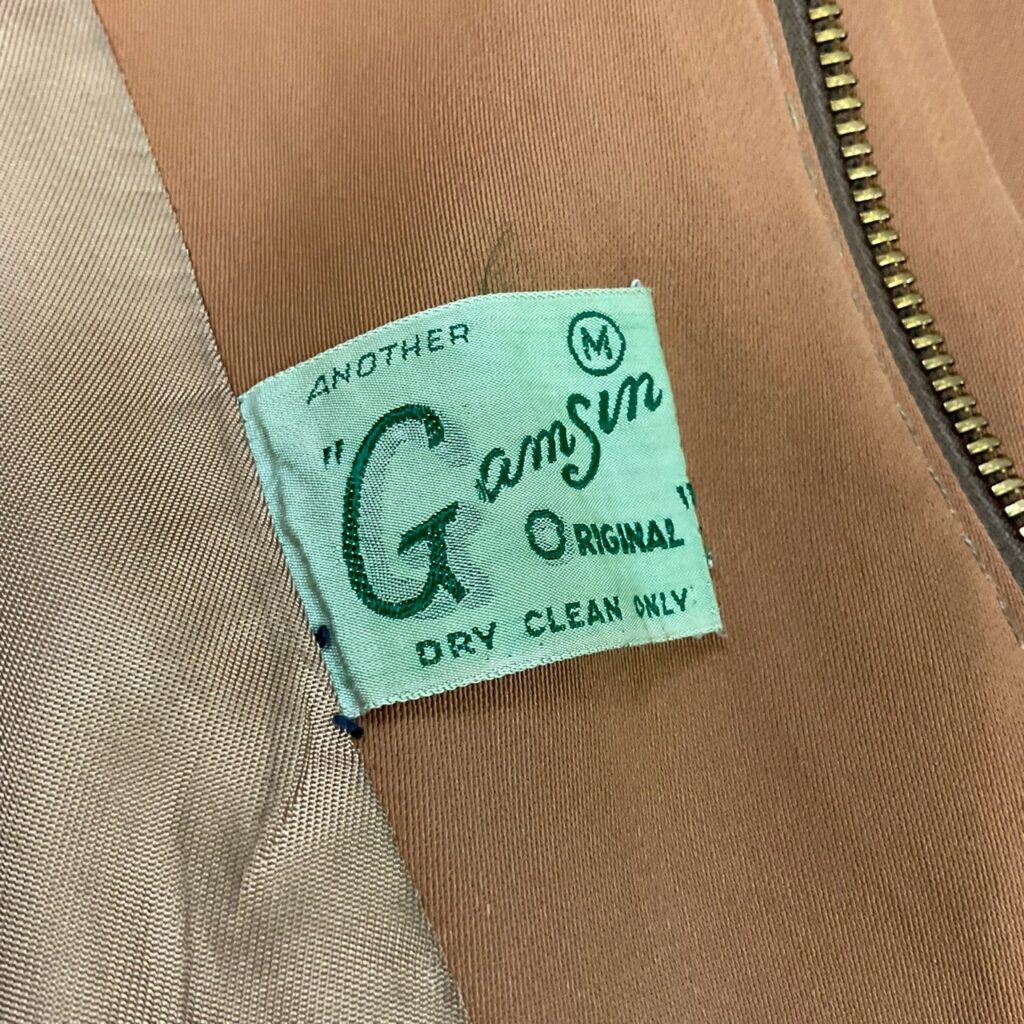 ANOTHER
M
"Gamsin
ORIGINAL"
DRY CLEAN ONLY